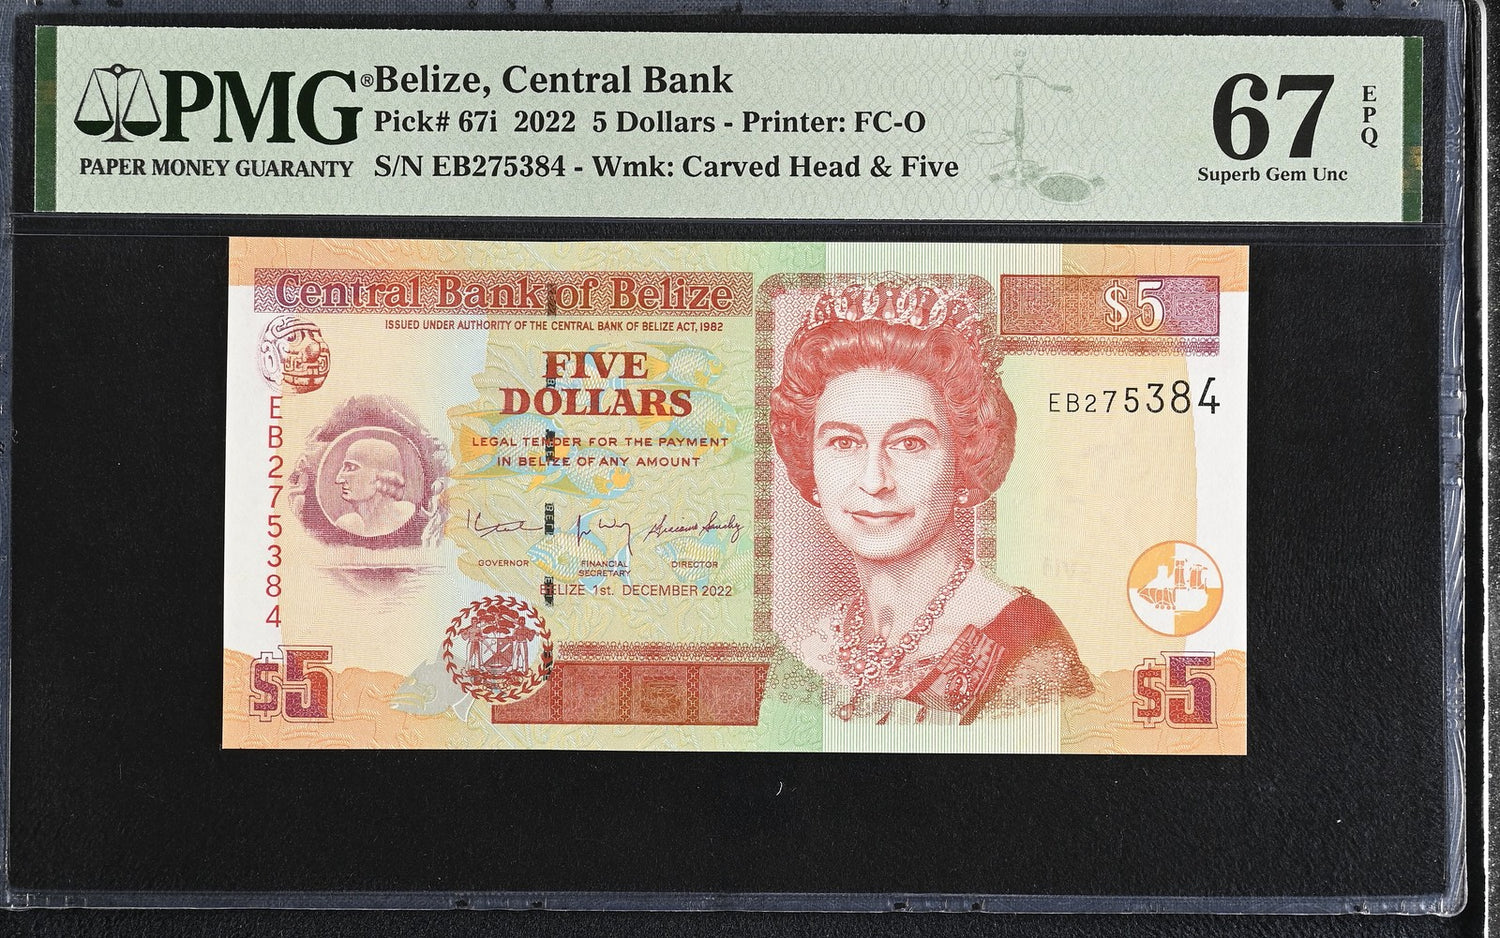 PMG®
PAPER MONEY GUARANTY
Belize, Central Bank
Pick# 67i 2022 5 Dollars - Printer: FC-O
S/N EB275384 - Wmk: Carved Head & Five
67
EPQ
Superb Gem Unc
Central Bank of Belize
$5
ISSUED UNDER AUTHORITY OF THE CENTRAL BANK OF BELIZE ACT, 1982
FIVE
DOLLARS
EB275384
EB275384
LEGAL TENDER FOR THE PAYMENT
IN BELIZE OF ANY AMOUNT
GOVERNOR
FINANCIAL
SECRETARY
DIRECTOR
BELIZE 1st. DECEMBER 2022
$5
$5